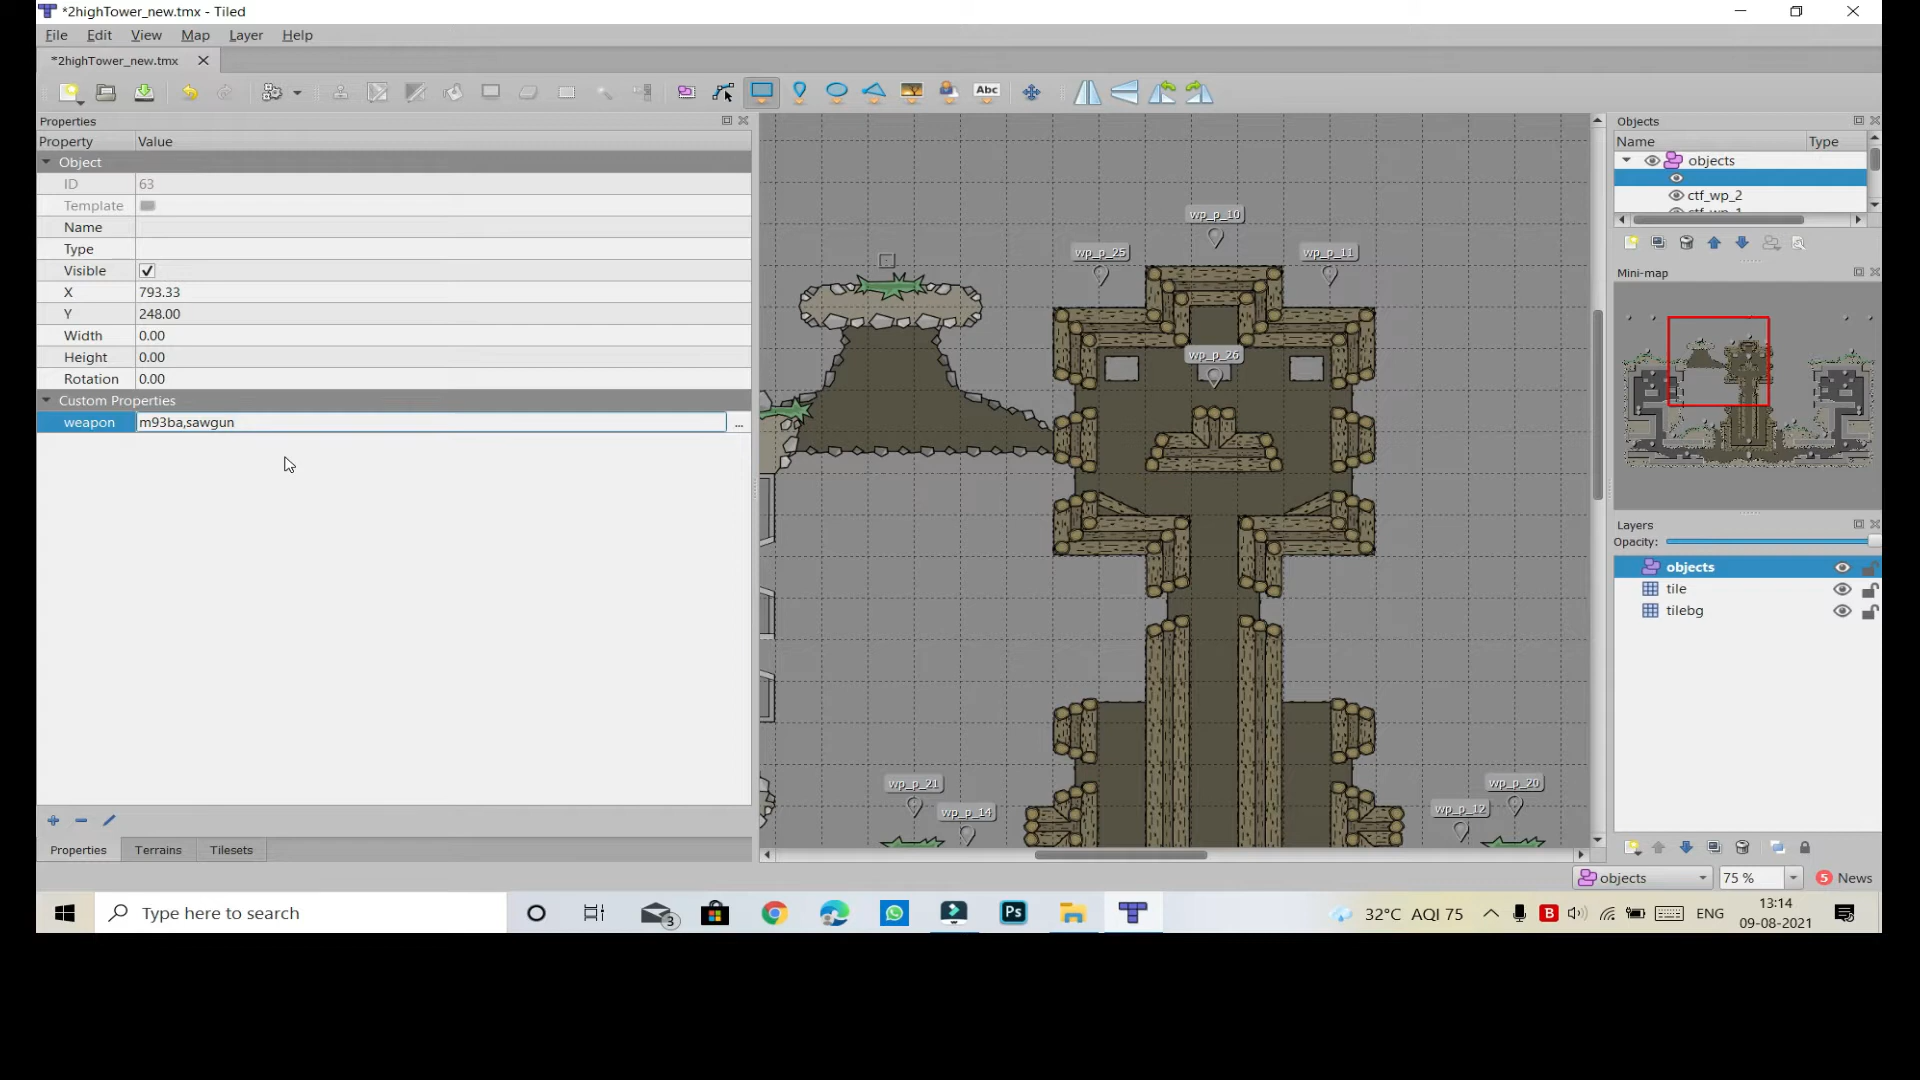 *2highTower_new.tmx - Tiled
File Edit View Map Layer Help
*2highTower_new.tmx
Abc
Properties
Property Value
Object
ID 63
Template
Name
Type
Visible
X 793.33
Y 248.00
Width 0.00
Height 0.00
Rotation 0.00
Custom Properties
weapon m93ba,sawgun ...
Properties Terrains Tilesets
wp_p_10
wp_p_25
wp_p_11
wp_p_26
wp_p_21
wp_p_14
wp_p_12
wp_p_20
Objects
Name Type
objects
ctf_wp_2
ctf_wp_1
Mini-map
Layers
Opacity:
objects
tile
tilebg
objects 75 % 5 News
Type here to search
3
Ps
32°C AQI 75
B
ENG
13:14
09-08-2021